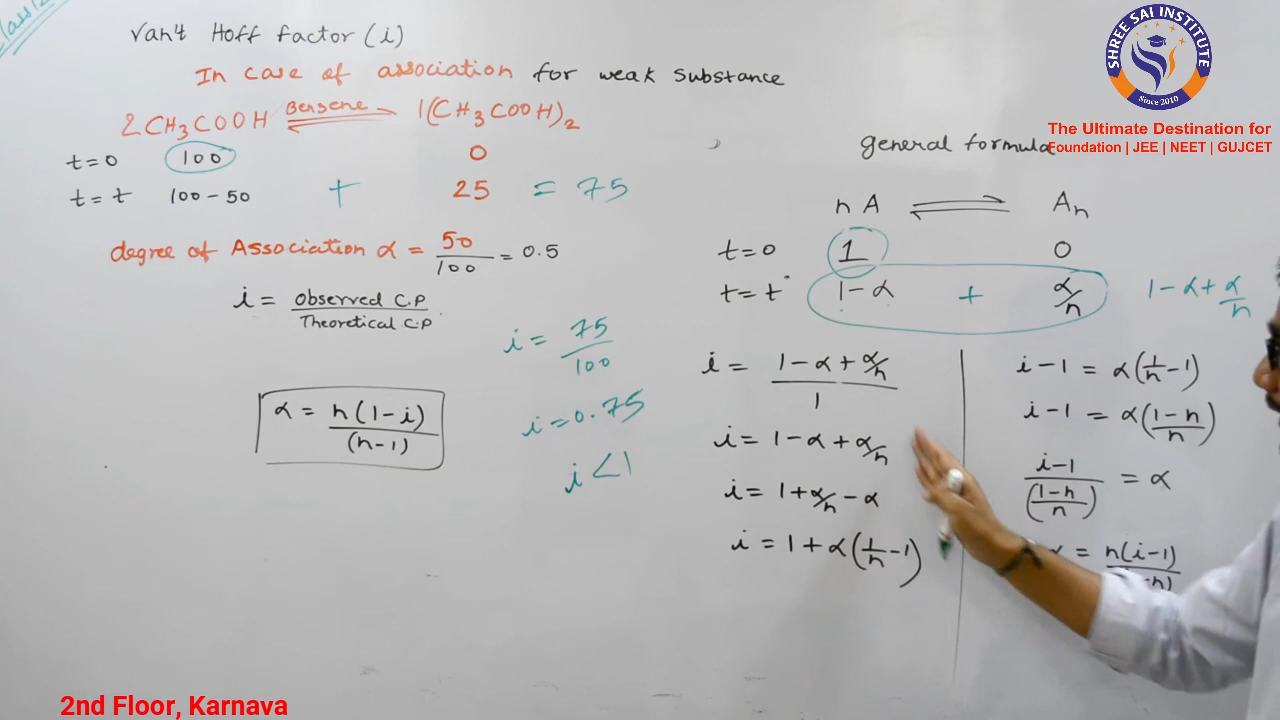 Class 12
Van't Hoff factor (i)
In case of association for weak substance
2CH₃COOH ⇌ 1(CH₃COOH)₂
Benzene
t=0 100 0
t=t 100-50 + 25 = 75
degree of Association α = 50/100 = 0.5
i = Observed C.P / Theoretical C.P
i = 75/100
i = 0.75
i < 1
α = n(1-i)/(n-1)
general formula
nA ⇌ An
t=0 1 0
t=t 1-α + α/n 1-α+α/n
i = (1-α+α/n)/1
i = 1-α+α/n
i = 1+α/n-α
i = 1+α(1/n-1)
i-1 = α(1/n-1)
i-1 = α((1-n)/n)
(i-1)/((1-n)/n) = α
= n(i-1)
SHREE SAI INSTITUTE
Since 2010
The Ultimate Destination for
Foundation | JEE | NEET | GUJCET
2nd Floor, Karnava